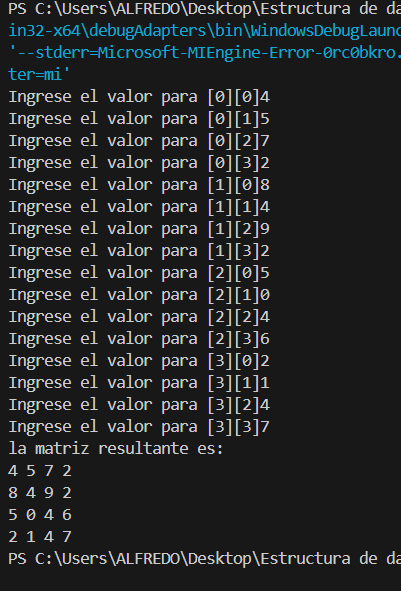 PS C:\Users\ALFREDO\Desktop\Estructura de da
in32-x64\debugAdapters\bin\WindowsDebugLaunc
'--stderr=Microsoft-MIEngine-Error-0rc0bkro.
ter=mi'
Ingrese el valor para [0][0]4
Ingrese el valor para [0][1]5
Ingrese el valor para [0][2]7
Ingrese el valor para [0][3]2
Ingrese el valor para [1][0]8
Ingrese el valor para [1][1]4
Ingrese el valor para [1][2]9
Ingrese el valor para [1][3]2
Ingrese el valor para [2][0]5
Ingrese el valor para [2][1]0
Ingrese el valor para [2][2]4
Ingrese el valor para [2][3]6
Ingrese el valor para [3][0]2
Ingrese el valor para [3][1]1
Ingrese el valor para [3][2]4
Ingrese el valor para [3][3]7
la matriz resultante es:
4 5 7 2
8 4 9 2
5 0 4 6
2 1 4 7
PS C:\Users\ALFREDO\Desktop\Estructura de da